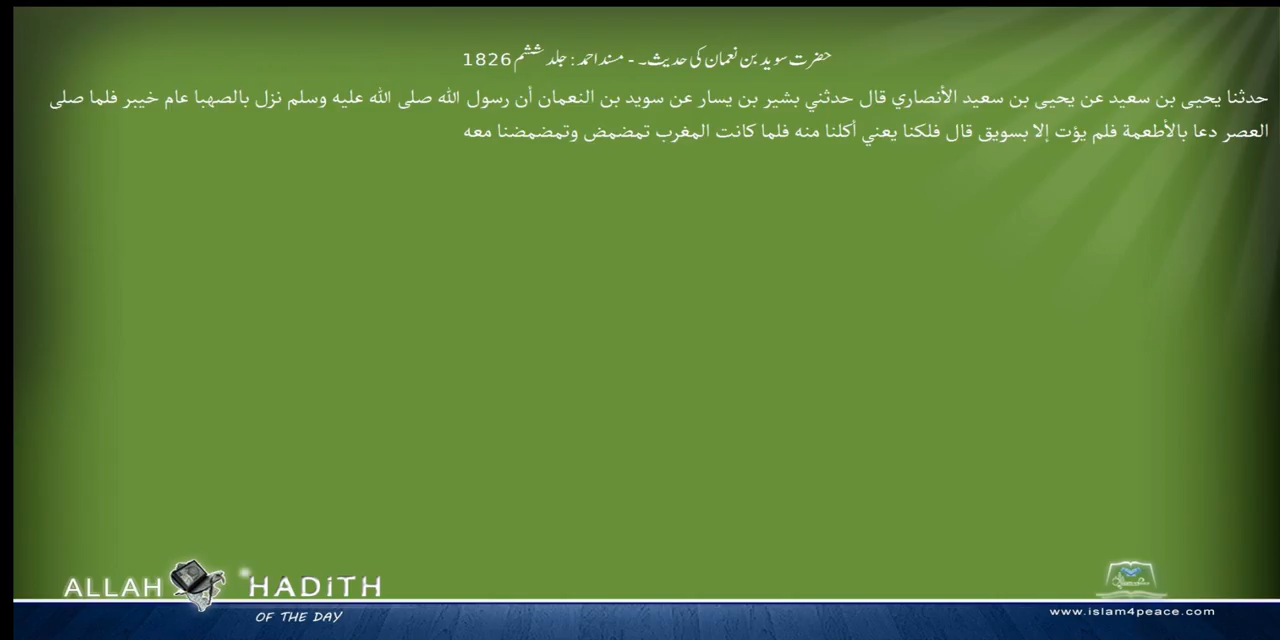 حضرت سوید بن نعمان کی حدیث۔ - مسند احمد : جلد ششم 1826
حدثنا يحيى بن سعيد عن يحيى بن سعيد الأنصاري قال حدثني بشير بن يسار عن سويد بن النعمان أن رسول الله صلى الله عليه وسلم نزل بالصهبا عام خيبر فلما صلى
العصر دعا بالأطعمة فلم يؤت إلا بسويق قال فلكنا يعني أكلنا منه فلما كانت المغرب تمضمض وتمضمضنا معه
ALLAH HADITH
OF THE DAY
www.islam4peace.com